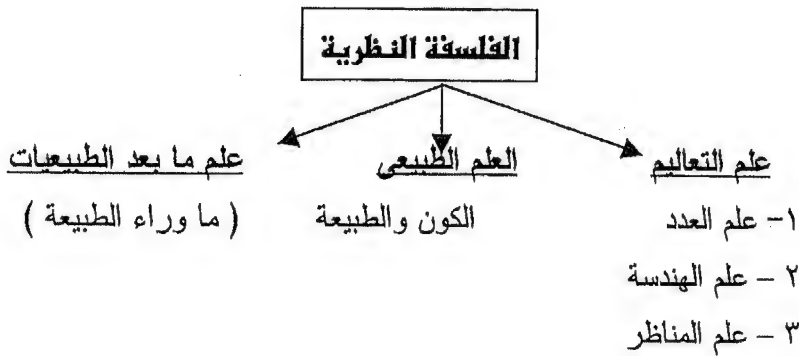 الفلسفة النظرية
علم التعاليم
العلم الطبيعى
علم ما بعد الطبيعيات
١- علم العدد
الكون والطبيعة
( ما وراء الطبيعة )
٢ – علم الهندسة
٣ – علم المناظر